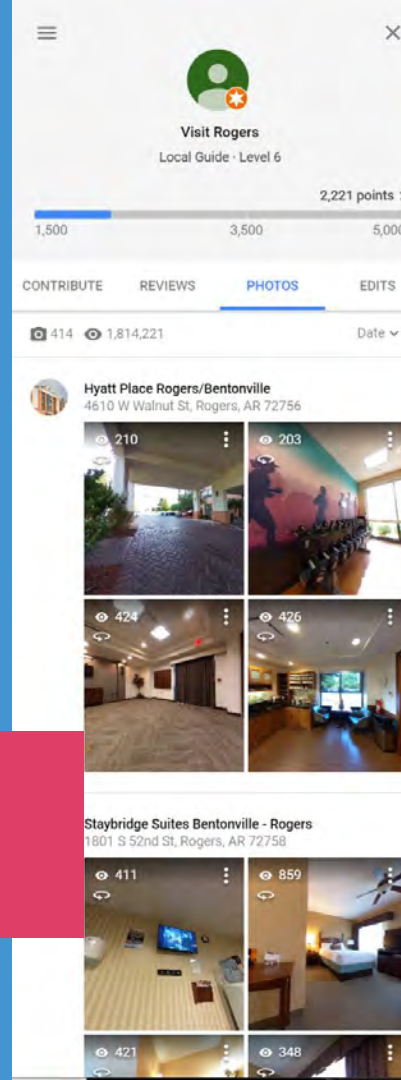 Visit Rogers
Local Guide · Level 6
2,221 points
1,500 3,500 5,000
CONTRIBUTE REVIEWS PHOTOS EDITS
414 1,814,221 Date
Hyatt Place Rogers/Bentonville
4610 W Walnut St, Rogers, AR 72756
210 203
424 426
Staybridge Suites Bentonville - Rogers
1801 S 52nd St, Rogers, AR 72758
411 859
421 348